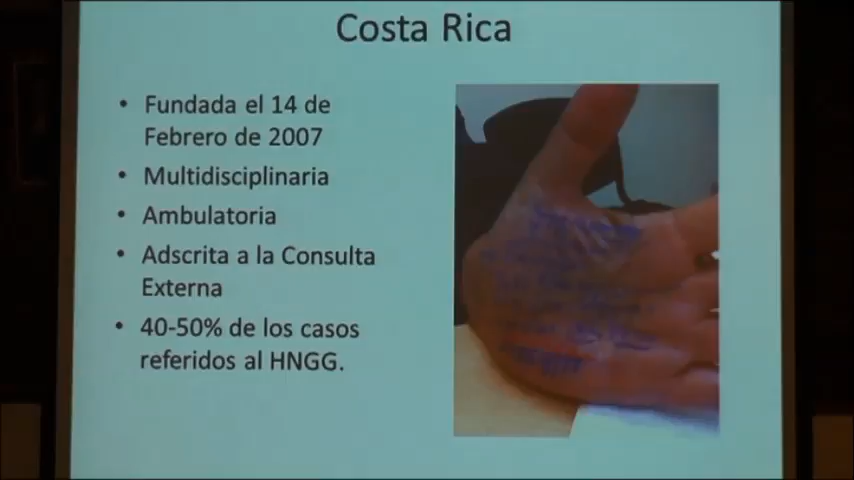 Costa Rica
• Fundada el 14 de
Febrero de 2007
• Multidisciplinaria
• Ambulatoria
• Adscrita a la Consulta
Externa
• 40-50% de los casos
referidos al HNGG.